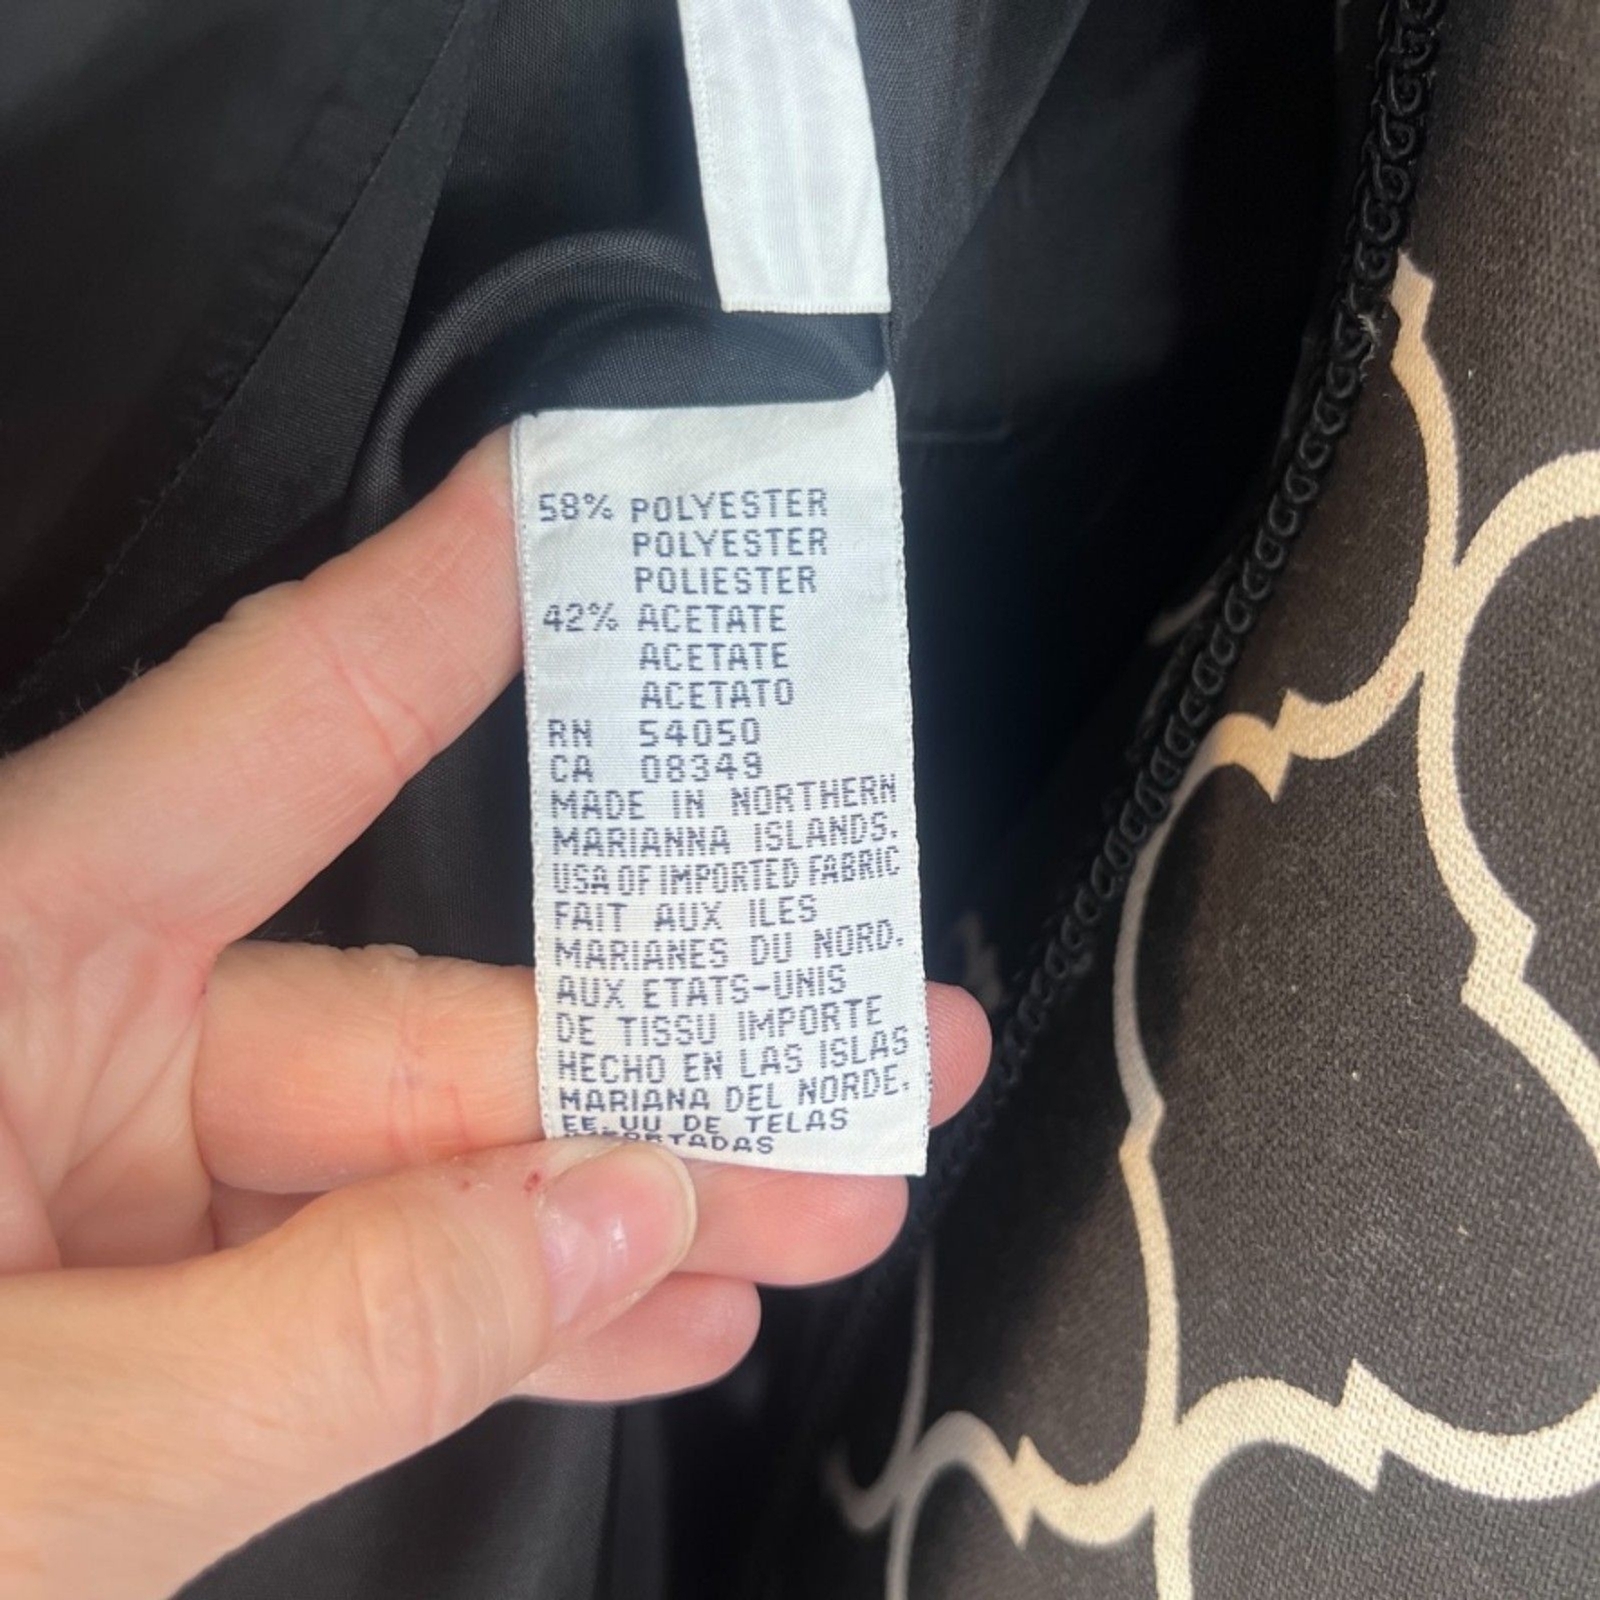 58% POLYESTER
POLYESTER
POLIESTER
42% ACETATE
ACETATE
ACETATO
RN 54050
CA 08349
MADE IN NORTHERN
MARIANNA ISLANDS.
USA OF IMPORTED FABRIC
FAIT AUX ILES
MARIANES DU NORD.
AUX ETATS-UNIS
DE TISSU IMPORTE
HECHO EN LAS ISLAS
MARIANA DEL NORDE.
EE.UU DE TELAS